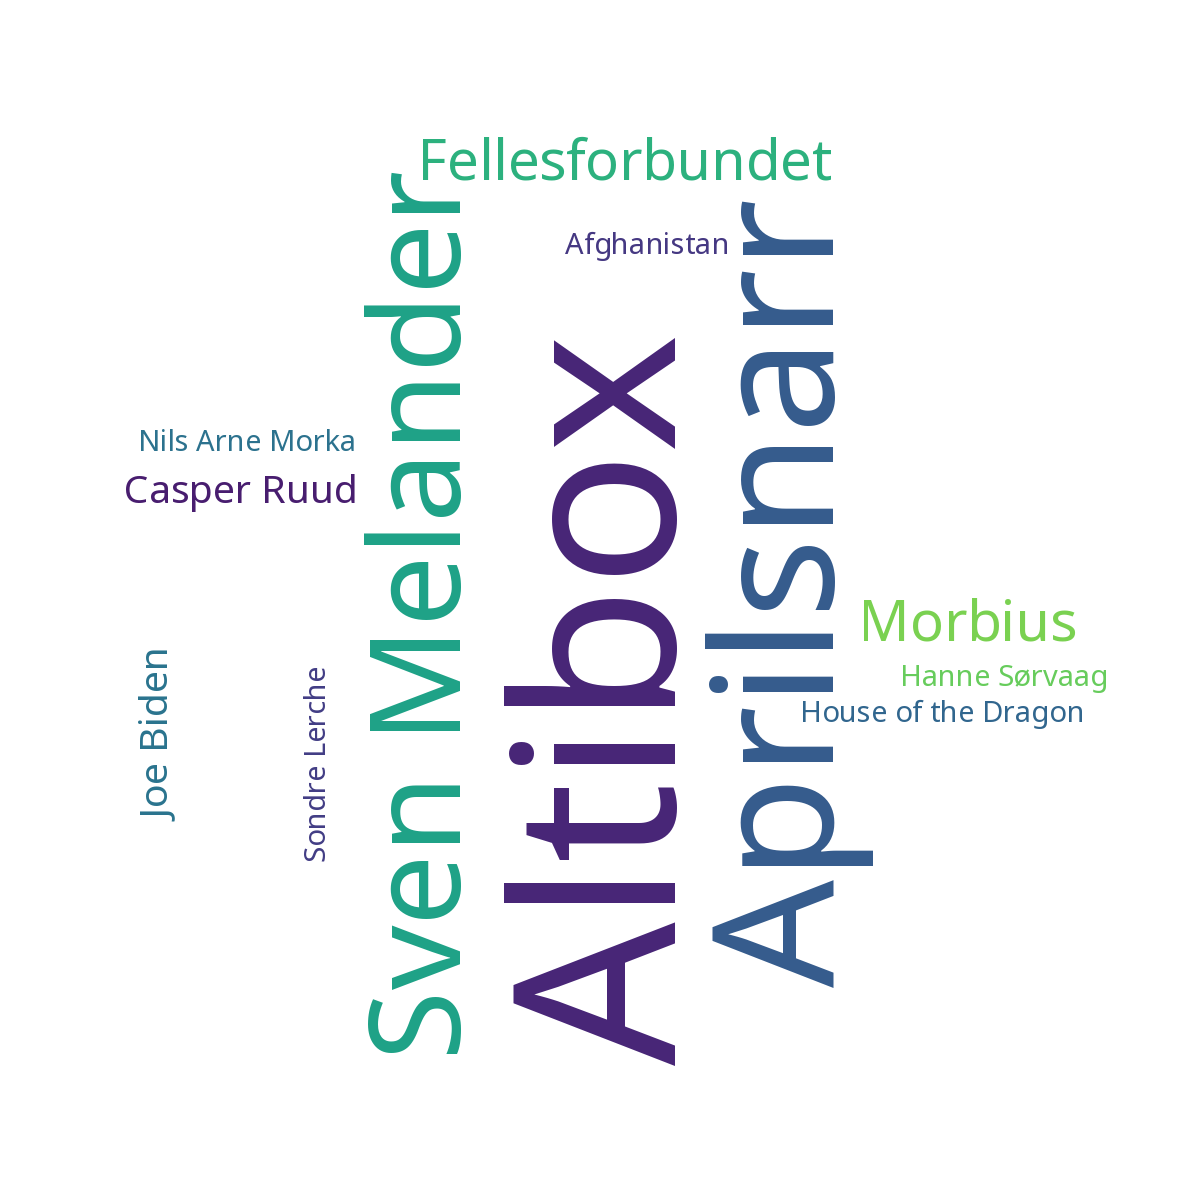 Fellesforbundet
Afghanistan
Sven Melander
Altibox
Aprilsnarr
Nils Arne Morka
Casper Ruud
Morbius
Hanne Sørvaag
House of the Dragon
Joe Biden
Sondre Lerche